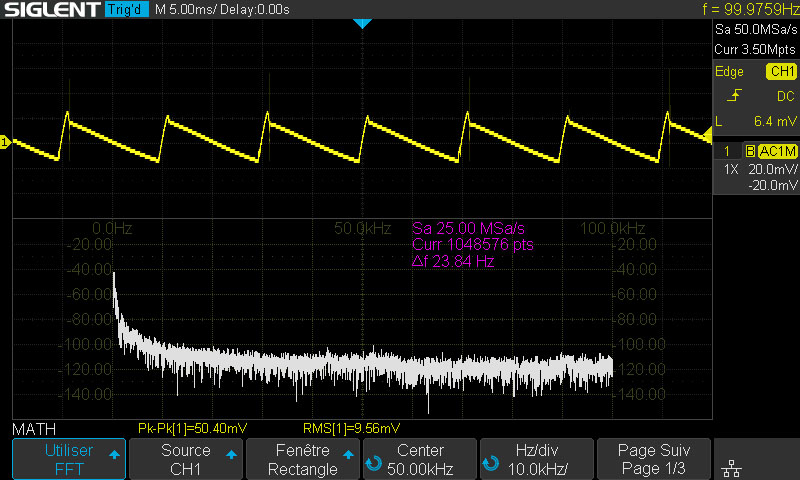 SIGLENT Trig'd M 5.00ms/ Delay:0.00s f = 99.9759Hz
Sa 50.0MSa/s
Curr 3.50Mpts
Edge CH1
DC
L 6.4 mV
1 B AC1M
1X 20.0mV/
-20.0mV
1
0.0Hz 50.0kHz 100.0kHz
Sa 25.00 MSa/s
Curr 1048576 pts
Δf 23.84 Hz
-20.00 -20.00
-40.00 -40.00
-60.00 -60.00
-80.00 -80.00
-100.00 -100.00
-120.00 -120.00
-140.00 -140.00
MATH Pk-Pk[1]=50.40mV RMS[1]=9.56mV
Utiliser Source Fenêtre Center Hz/div Page Suiv
FFT CH1 Rectangle 50.00kHz 10.0kHz/ Page 1/3